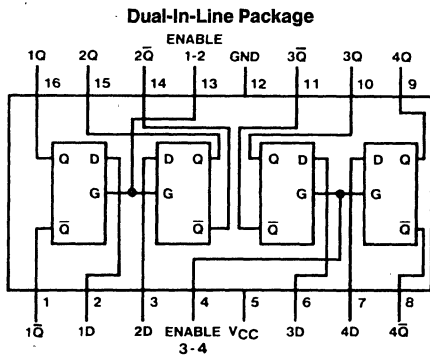 Dual-In-Line Package
ENABLE
1Q 2Q 2Q̅ 1-2 GND 3Q̅ 3Q 4Q
16 15 14 13 12 11 10 9
Q D D Q Q D D Q
G G G G
Q̅ Q̅ Q̅ Q̅
1 2 3 4 5 6 7 8
1Q̅ 1D 2D ENABLE VCC 3D 4D 4Q̅
3-4